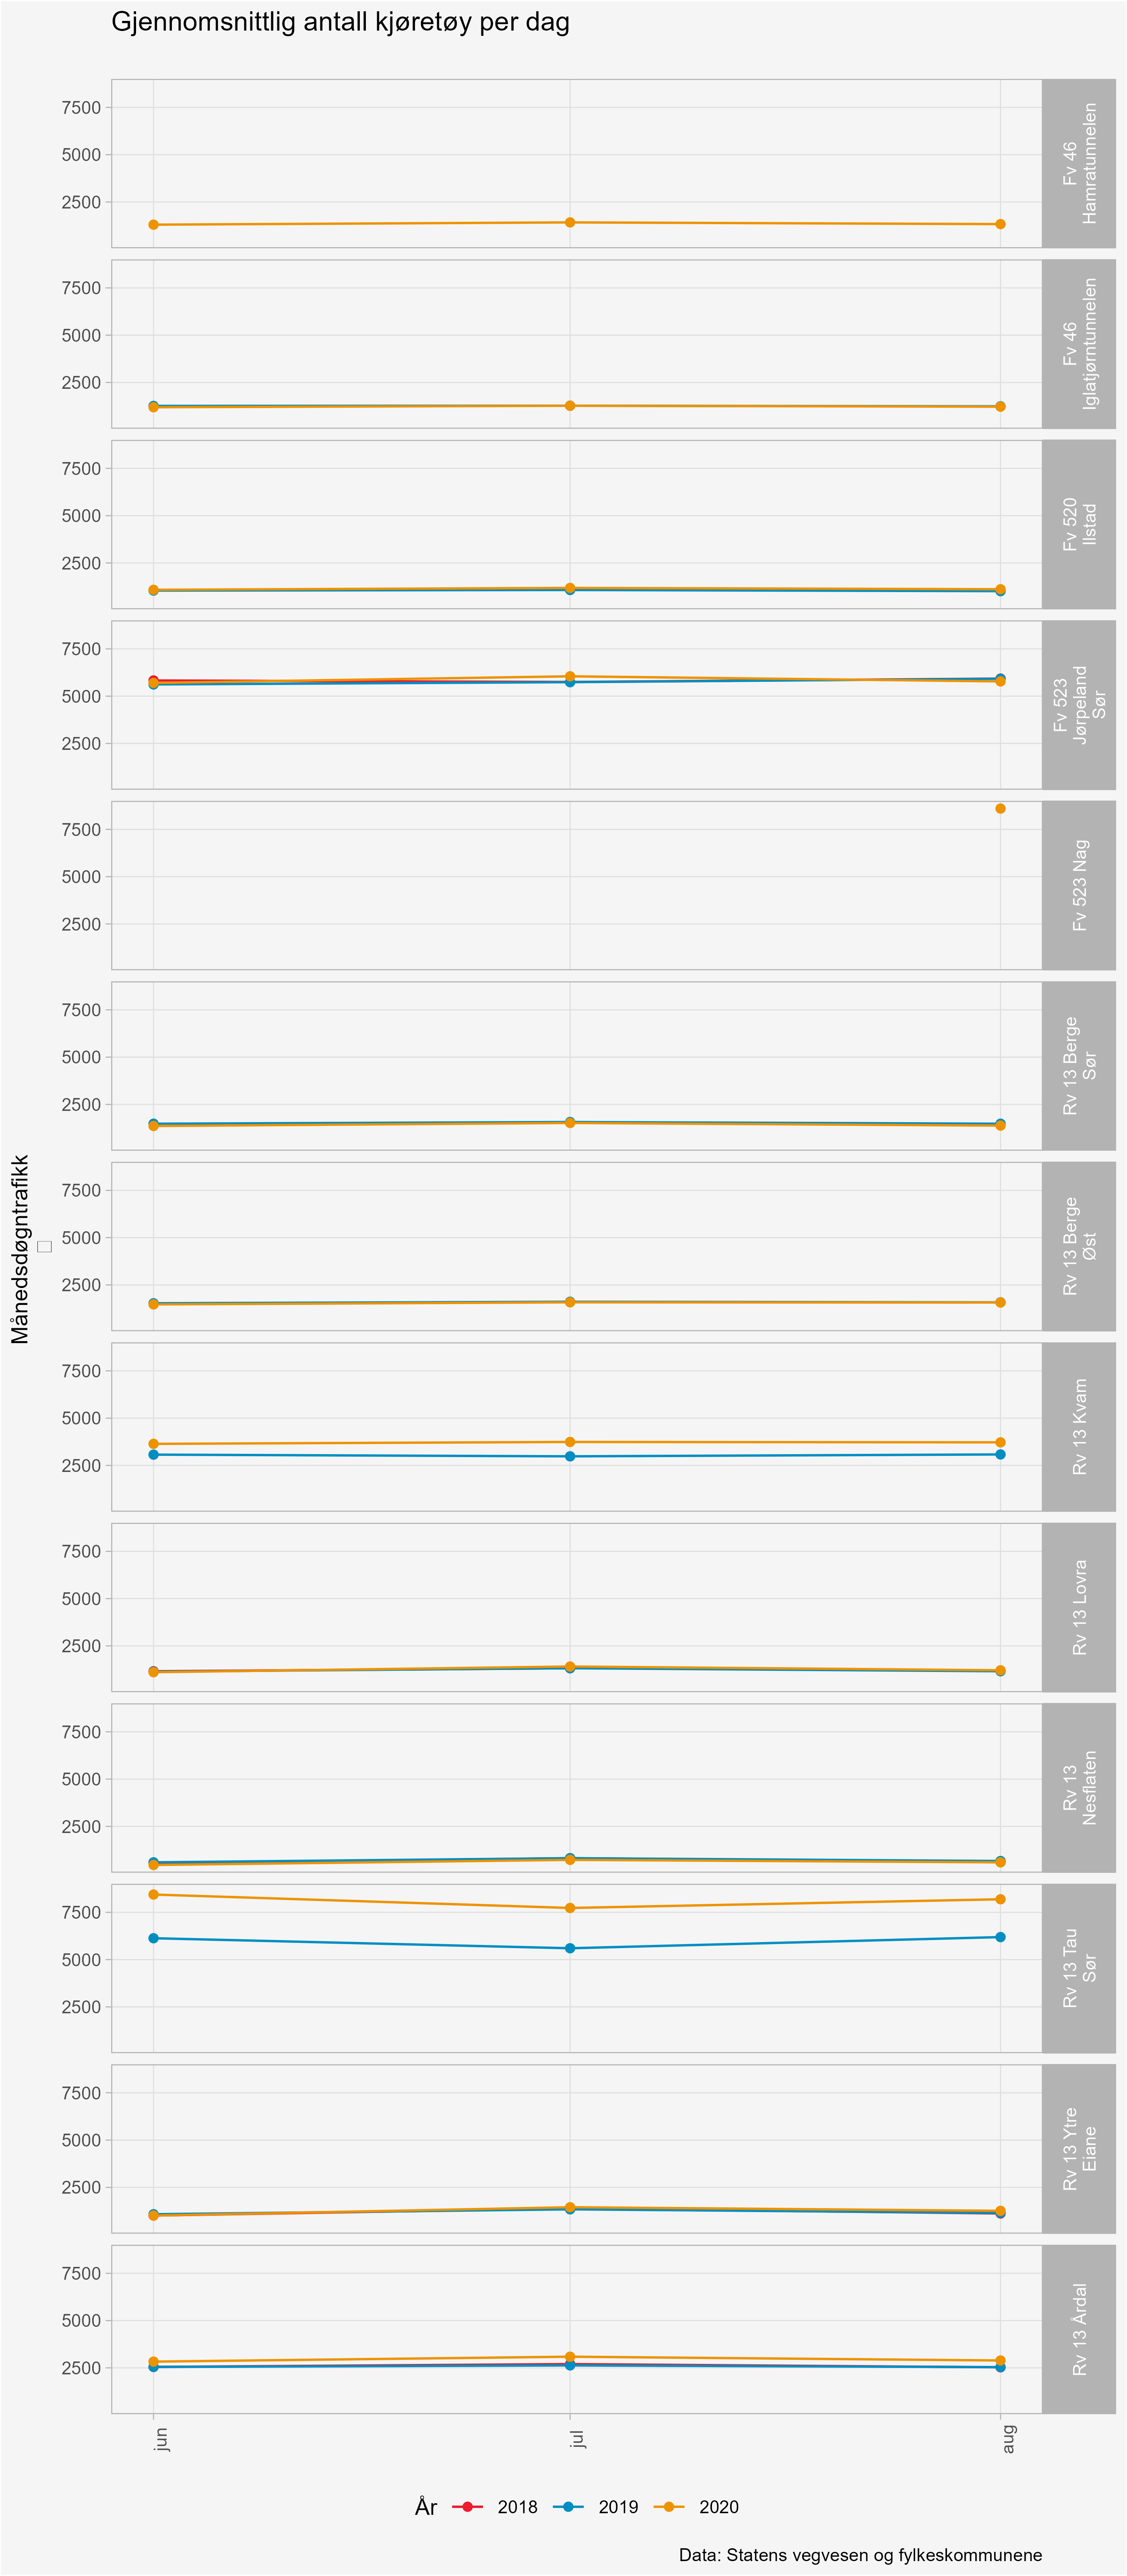 Gjennomsnittlig antall kjøretøy per dag
7500
5000
2500
Fv 46
Hamratunnelen
7500
5000
2500
Fv 46
Iglatjørntunnelen
7500
5000
2500
Fv 520
Ilstad
7500
5000
2500
Fv 523
Jørpeland
Sør
7500
5000
2500
Fv 523 Nag
7500
5000
2500
Rv 13 Berge
Sør
Månedsdøgntrafikk
7500
5000
2500
Rv 13 Berge
Øst
7500
5000
2500
Rv 13 Kvam
7500
5000
2500
Rv 13 Lovra
7500
5000
2500
Rv 13
Nesflaten
7500
5000
2500
Rv 13 Tau
Sør
7500
5000
2500
Rv 13 Ytre
Eiane
7500
5000
2500
Rv 13 Årdal
jun
jul
aug
År 2018 2019 2020
Data: Statens vegvesen og fylkeskommunene